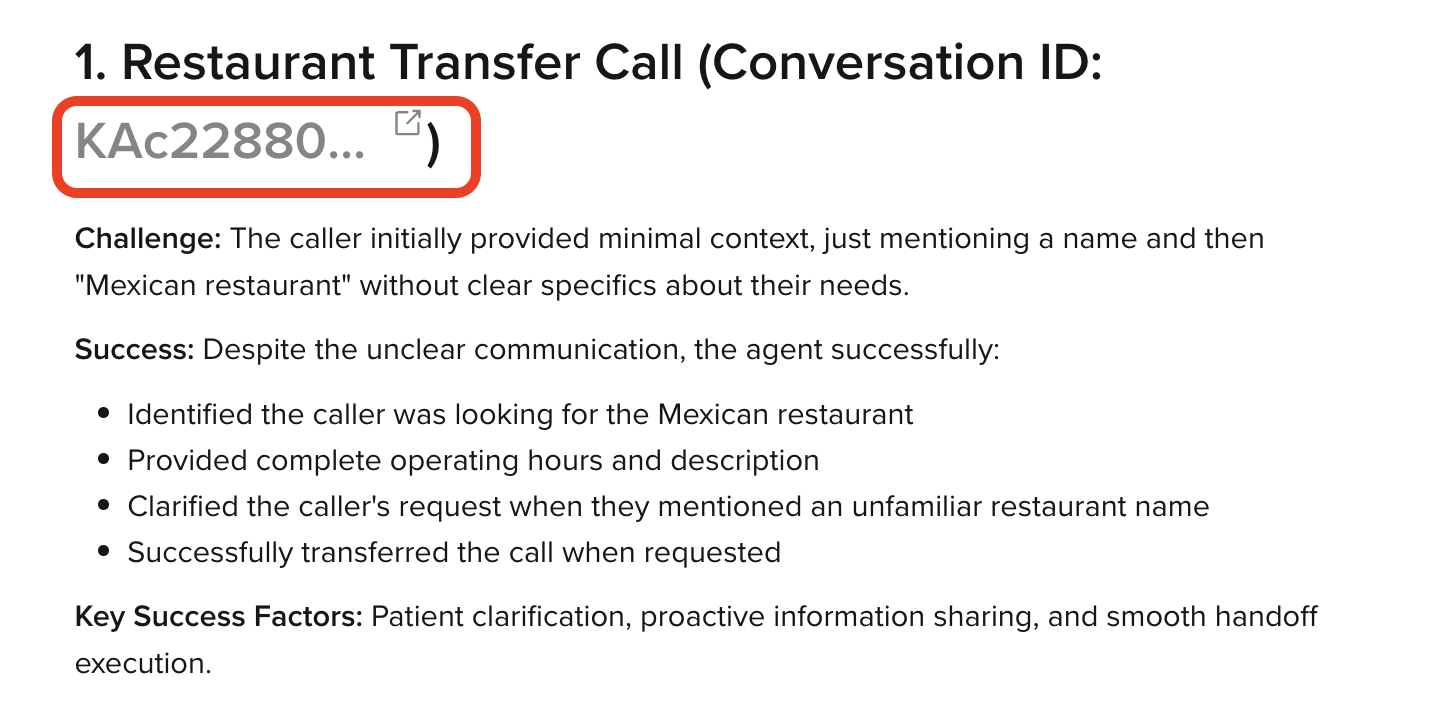 1. Restaurant Transfer Call (Conversation ID:
KAc22880... )
Challenge: The caller initially provided minimal context, just mentioning a name and then
"Mexican restaurant" without clear specifics about their needs.
Success: Despite the unclear communication, the agent successfully:
• Identified the caller was looking for the Mexican restaurant
• Provided complete operating hours and description
• Clarified the caller's request when they mentioned an unfamiliar restaurant name
• Successfully transferred the call when requested
Key Success Factors: Patient clarification, proactive information sharing, and smooth handoff
execution.